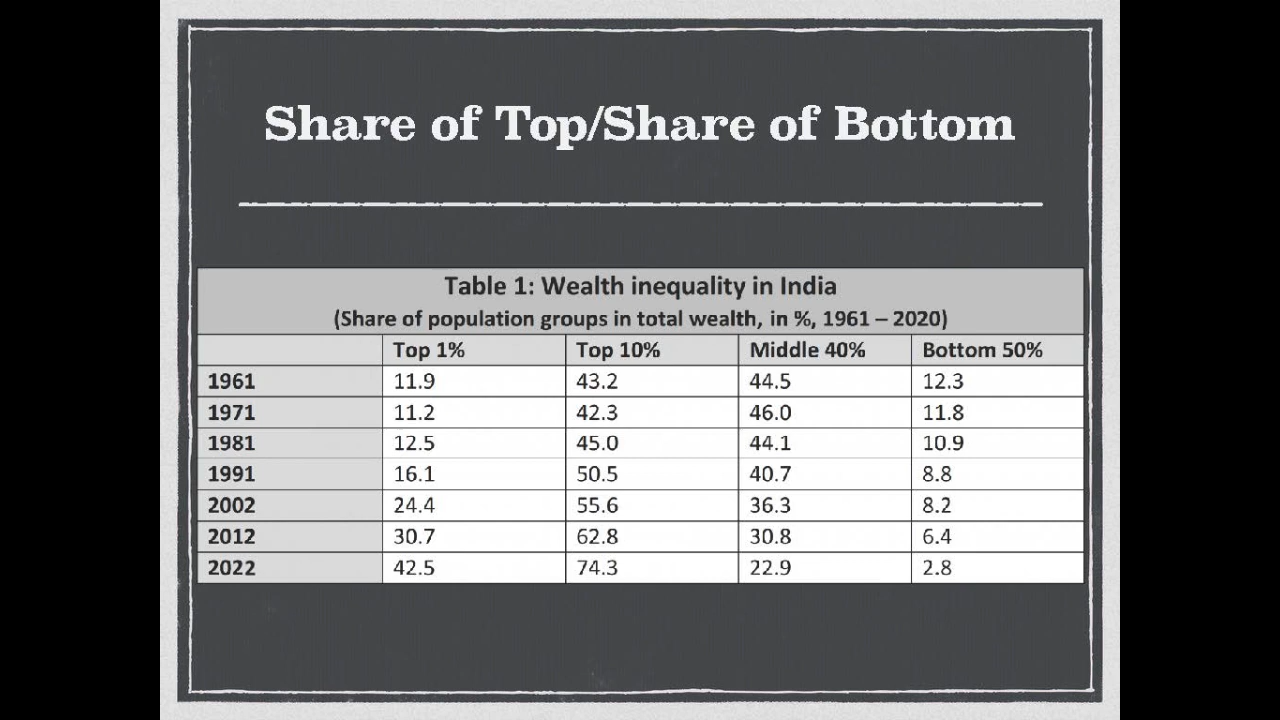 Share of Top/Share of Bottom
Table 1: Wealth inequality in India
(Share of population groups in total wealth, in %, 1961 – 2020)
Top 1% Top 10% Middle 40% Bottom 50%
1961 11.9 43.2 44.5 12.3
1971 11.2 42.3 46.0 11.8
1981 12.5 45.0 44.1 10.9
1991 16.1 50.5 40.7 8.8
2002 24.4 55.6 36.3 8.2
2012 30.7 62.8 30.8 6.4
2022 42.5 74.3 22.9 2.8